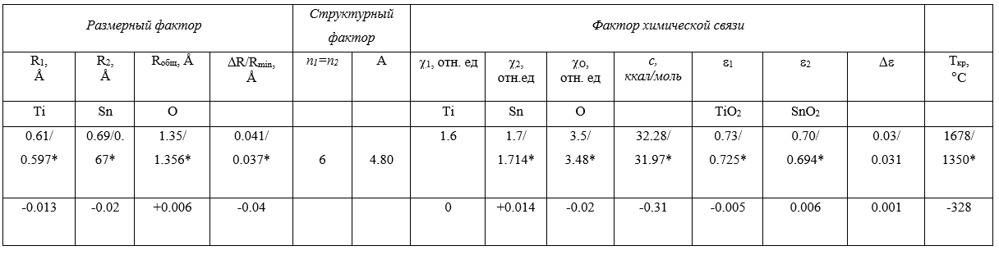 Размерный фактор Структурный фактор Фактор химической связи
R1, Å R2, Å Rобщ, Å ΔR/Rmin, Å n1=n2 A χ1, отн. ед χ2, отн.ед χO, отн. ед c, ккал/моль ε1 ε2 Δε Tкр, °C
Ti Sn O Ti Sn O TiO2 SnO2
0.61/ 0.69/0. 1.35/ 0.041/ 1.6 1.7/ 3.5/ 32.28/ 0.73/ 0.70/ 0.03/ 1678/
0.597* 67* 1.356* 0.037* 6 4.80 1.714* 3.48* 31.97* 0.725* 0.694* 0.031 1350*
-0.013 -0.02 +0.006 -0.04 0 +0.014 -0.02 -0.31 -0.005 0.006 0.001 -328